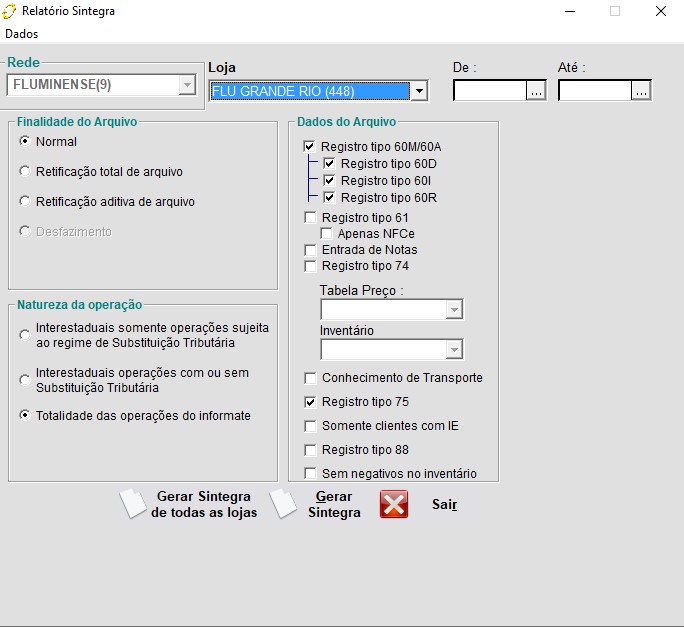 Relatório Sintegra
Dados
Rede
FLUMINENSE(9)
Loja
FLU GRANDE RIO (448)
De :
...
Até :
...
Finalidade do Arquivo
Normal
Retificação total de arquivo
Retificação aditiva de arquivo
Desfazimento
Natureza da operação
Interestaduais somente operações sujeita
ao regime de Substituição Tributária
Interestaduais operações com ou sem
Substituição Tributária
Totalidade das operações do informate
Dados do Arquivo
Registro tipo 60M/60A
Registro tipo 60D
Registro tipo 60I
Registro tipo 60R
Registro tipo 61
Apenas NFCe
Entrada de Notas
Registro tipo 74
Tabela Preço :
Inventário
Conhecimento de Transporte
Registro tipo 75
Somente clientes com IE
Registro tipo 88
Sem negativos no inventário
Gerar Sintegra
de todas as lojas
Gerar
Sintegra
Sair